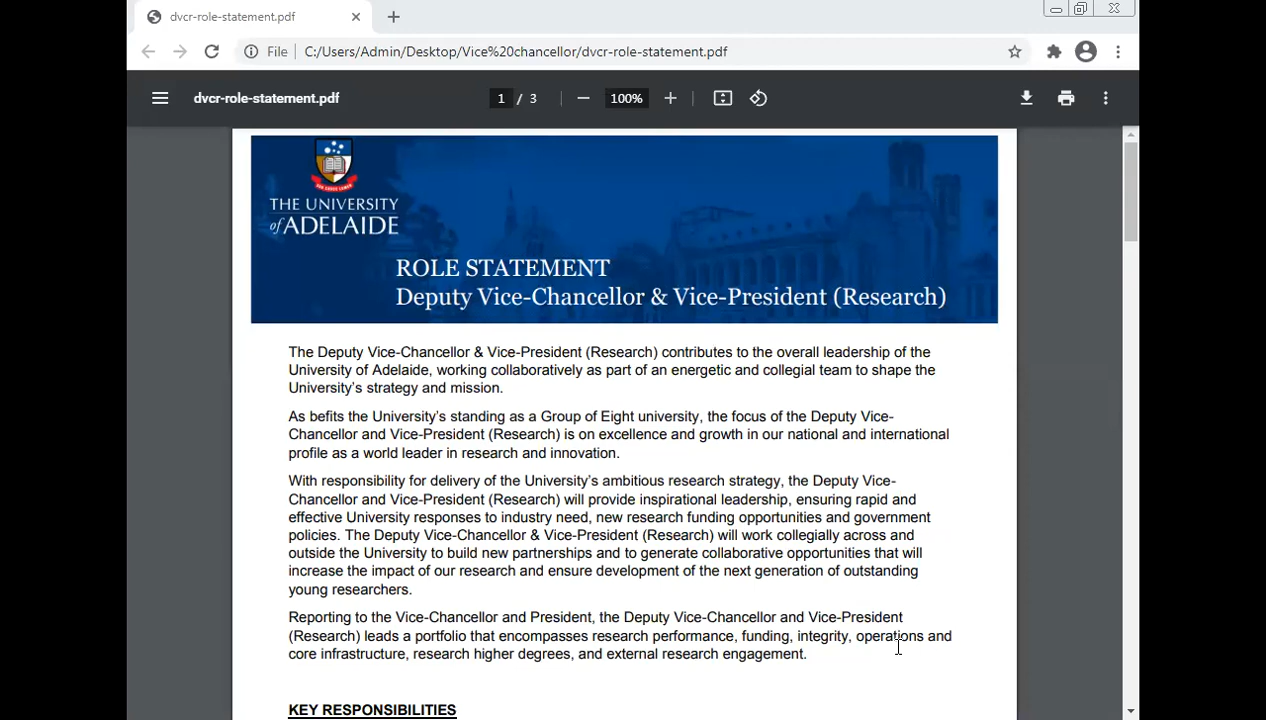 dvcr-role-statement.pdf
File C:/Users/Admin/Desktop/Vice%20chancellor/dvcr-role-statement.pdf
dvcr-role-statement.pdf 1 / 3 100%
THE UNIVERSITY
of ADELAIDE
ROLE STATEMENT
Deputy Vice-Chancellor & Vice-President (Research)
The Deputy Vice-Chancellor & Vice-President (Research) contributes to the overall leadership of the
University of Adelaide, working collaboratively as part of an energetic and collegial team to shape the
University's strategy and mission.
As befits the University's standing as a Group of Eight university, the focus of the Deputy Vice-
Chancellor and Vice-President (Research) is on excellence and growth in our national and international
profile as a world leader in research and innovation.
With responsibility for delivery of the University's ambitious research strategy, the Deputy Vice-
Chancellor and Vice-President (Research) will provide inspirational leadership, ensuring rapid and
effective University responses to industry need, new research funding opportunities and government
policies. The Deputy Vice-Chancellor & Vice-President (Research) will work collegially across and
outside the University to build new partnerships and to generate collaborative opportunities that will
increase the impact of our research and ensure development of the next generation of outstanding
young researchers.
Reporting to the Vice-Chancellor and President, the Deputy Vice-Chancellor and Vice-President
(Research) leads a portfolio that encompasses research performance, funding, integrity, operations and
core infrastructure, research higher degrees, and external research engagement.
KEY RESPONSIBILITIES